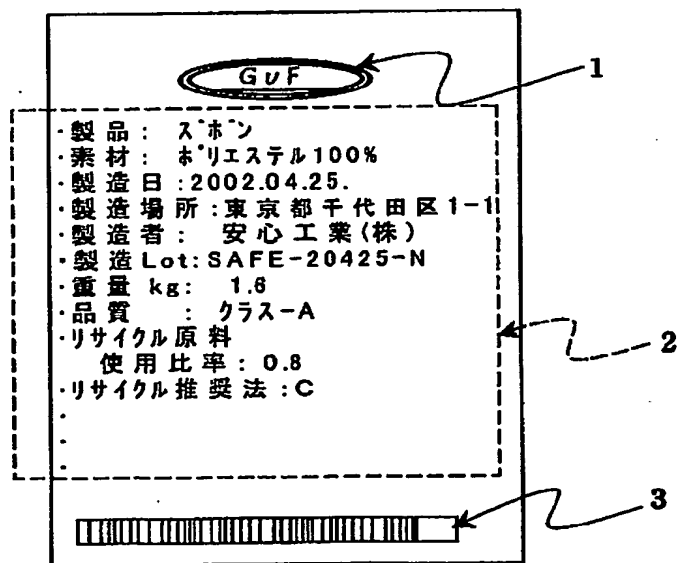 GuF
1
・製品： ズボン
・素材： ポリエステル100%
・製造日：2002.04.25.
・製造場所：東京都千代田区1-1
・製造者： 安心工業(株)
・製造Lot:SAFE-20425-N
・重量 kg: 1.6
・品質 ： クラス-A
・リサイクル原料
使用比率：0.8
・リサイクル推奨法：C
・
・
・
2
3